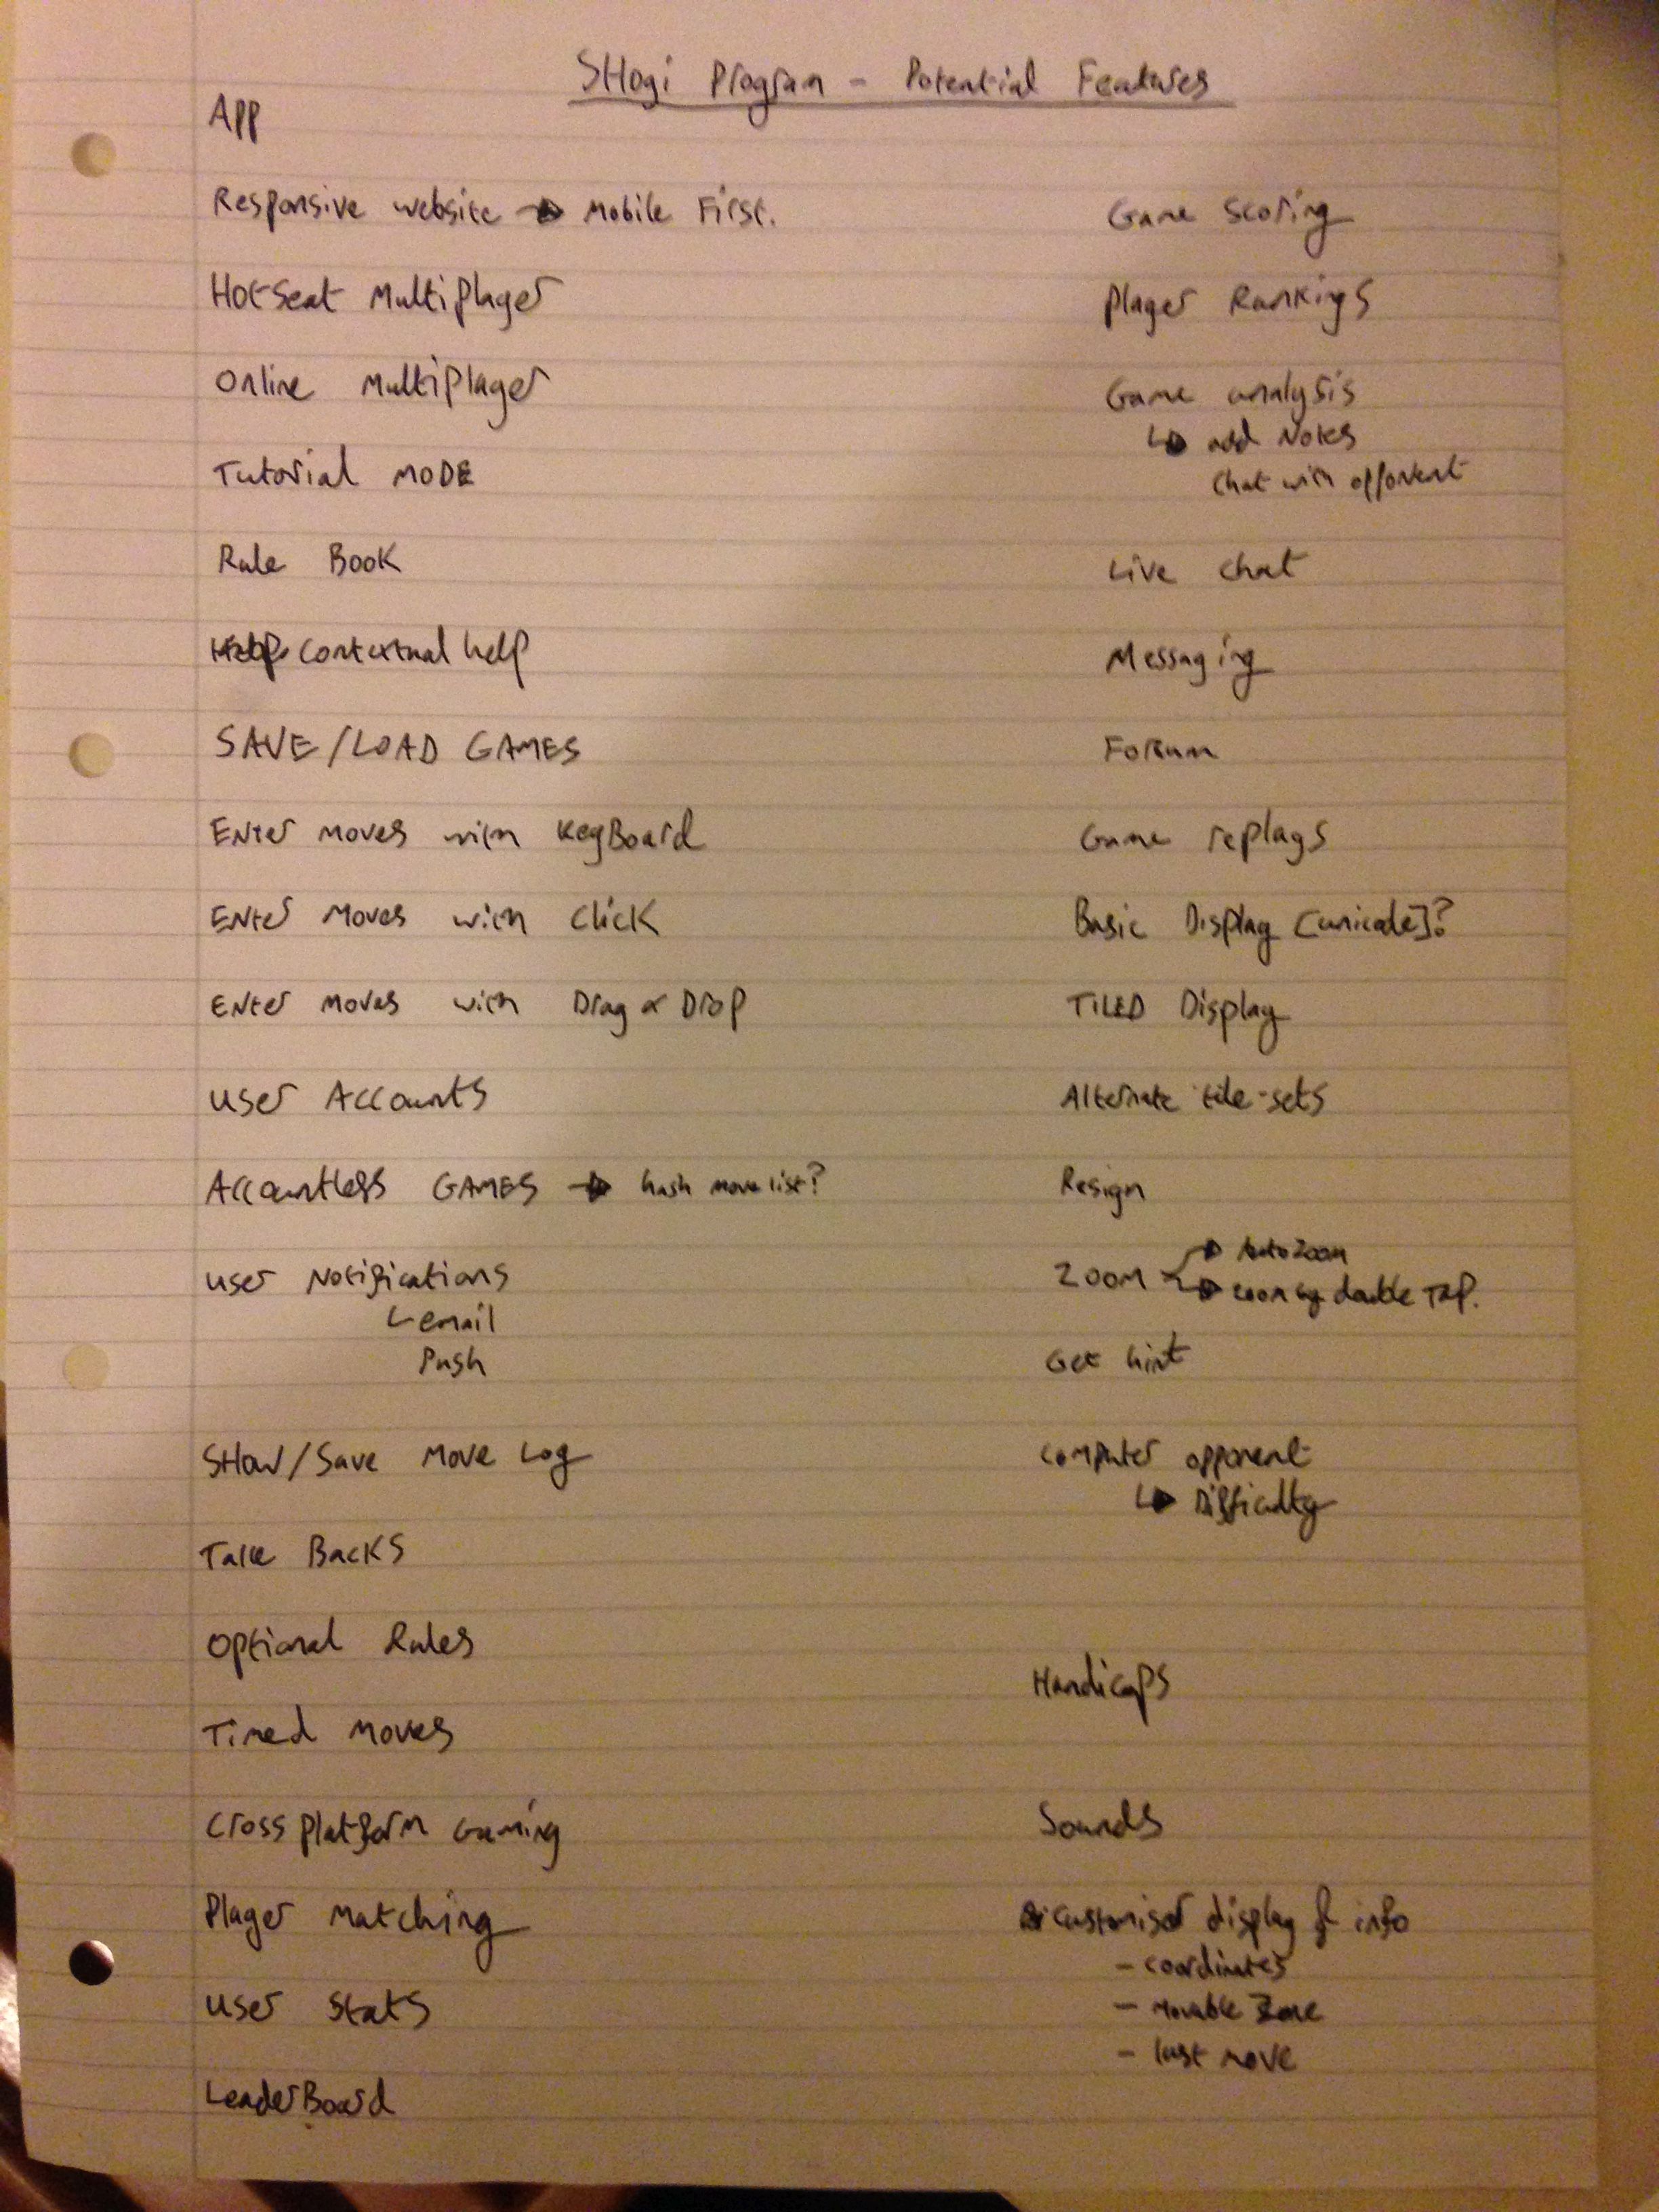 SHogi Program - Potential Features
App
Responsive website → Mobile First.
HotSeat Multiplayer
Online Multiplayer
Tutorial MODE
Rule Book
Help Contextual help
SAVE/LOAD GAMES
Enter moves with KeyBoard
Enter Moves with Click
Enter moves with Drag & Drop
User Accounts
Accountless GAMES → hash move list?
User Notifications
email
Push
SHow/Save Move Log
Take Backs
Optional Rules
Timed Moves
Cross platform Gaming
Player Matching
User Stats
LeaderBoard
Game Scoring
Player Rankings
Game analysis
↳ add Notes
Chat with opponent
Live chat
Messaging
Forum
Game replays
Basic Display [unicode]?
TILED Display
Alternate tile-sets
Resign
ZOOM → Auto Zoom
→ zoom by double TAP.
Get hint
Computer opponent
↳ Difficulty
Handicaps
Sounds
customised display of info
- coordinates
- Movable Zone
- last move